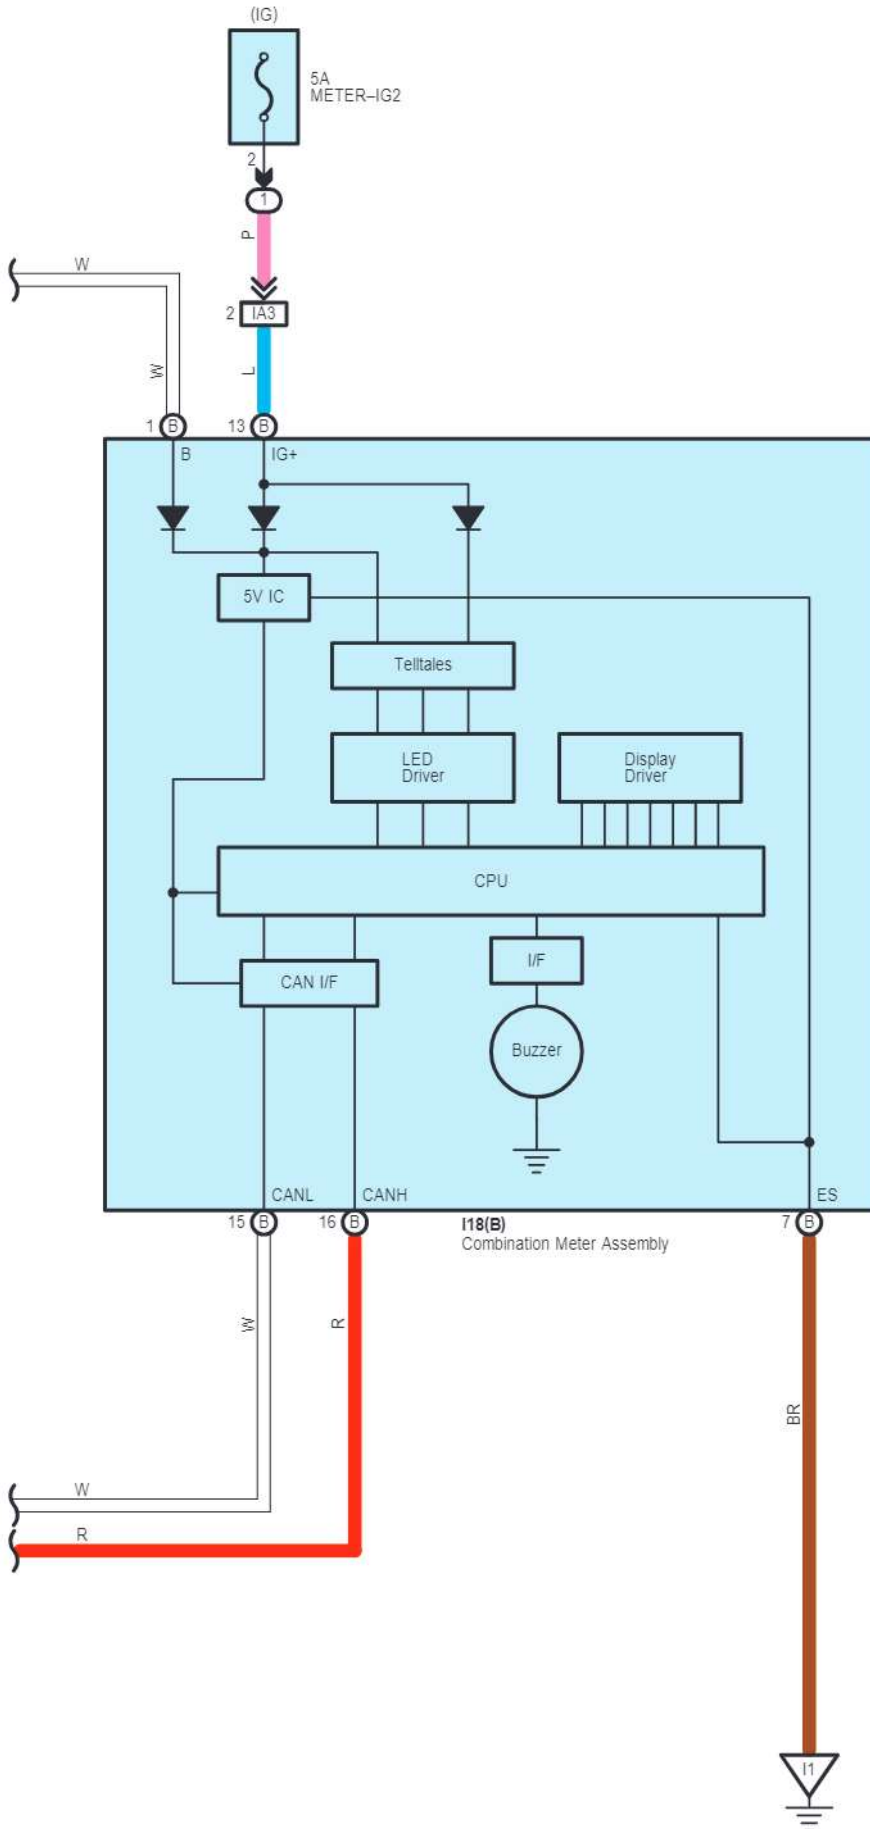 (IG)
5A
METER–IG2
2
1
P
W
2 IA3
W
L
1 B
13 B
B
IG+
5V IC
Telltales
LED
Driver
Display
Driver
CPU
CAN I/F
I/F
Buzzer
CANL
CANH
ES
15 B
16 B
I18(B)
Combination Meter Assembly
7 B
W
R
BR
W
R
I1